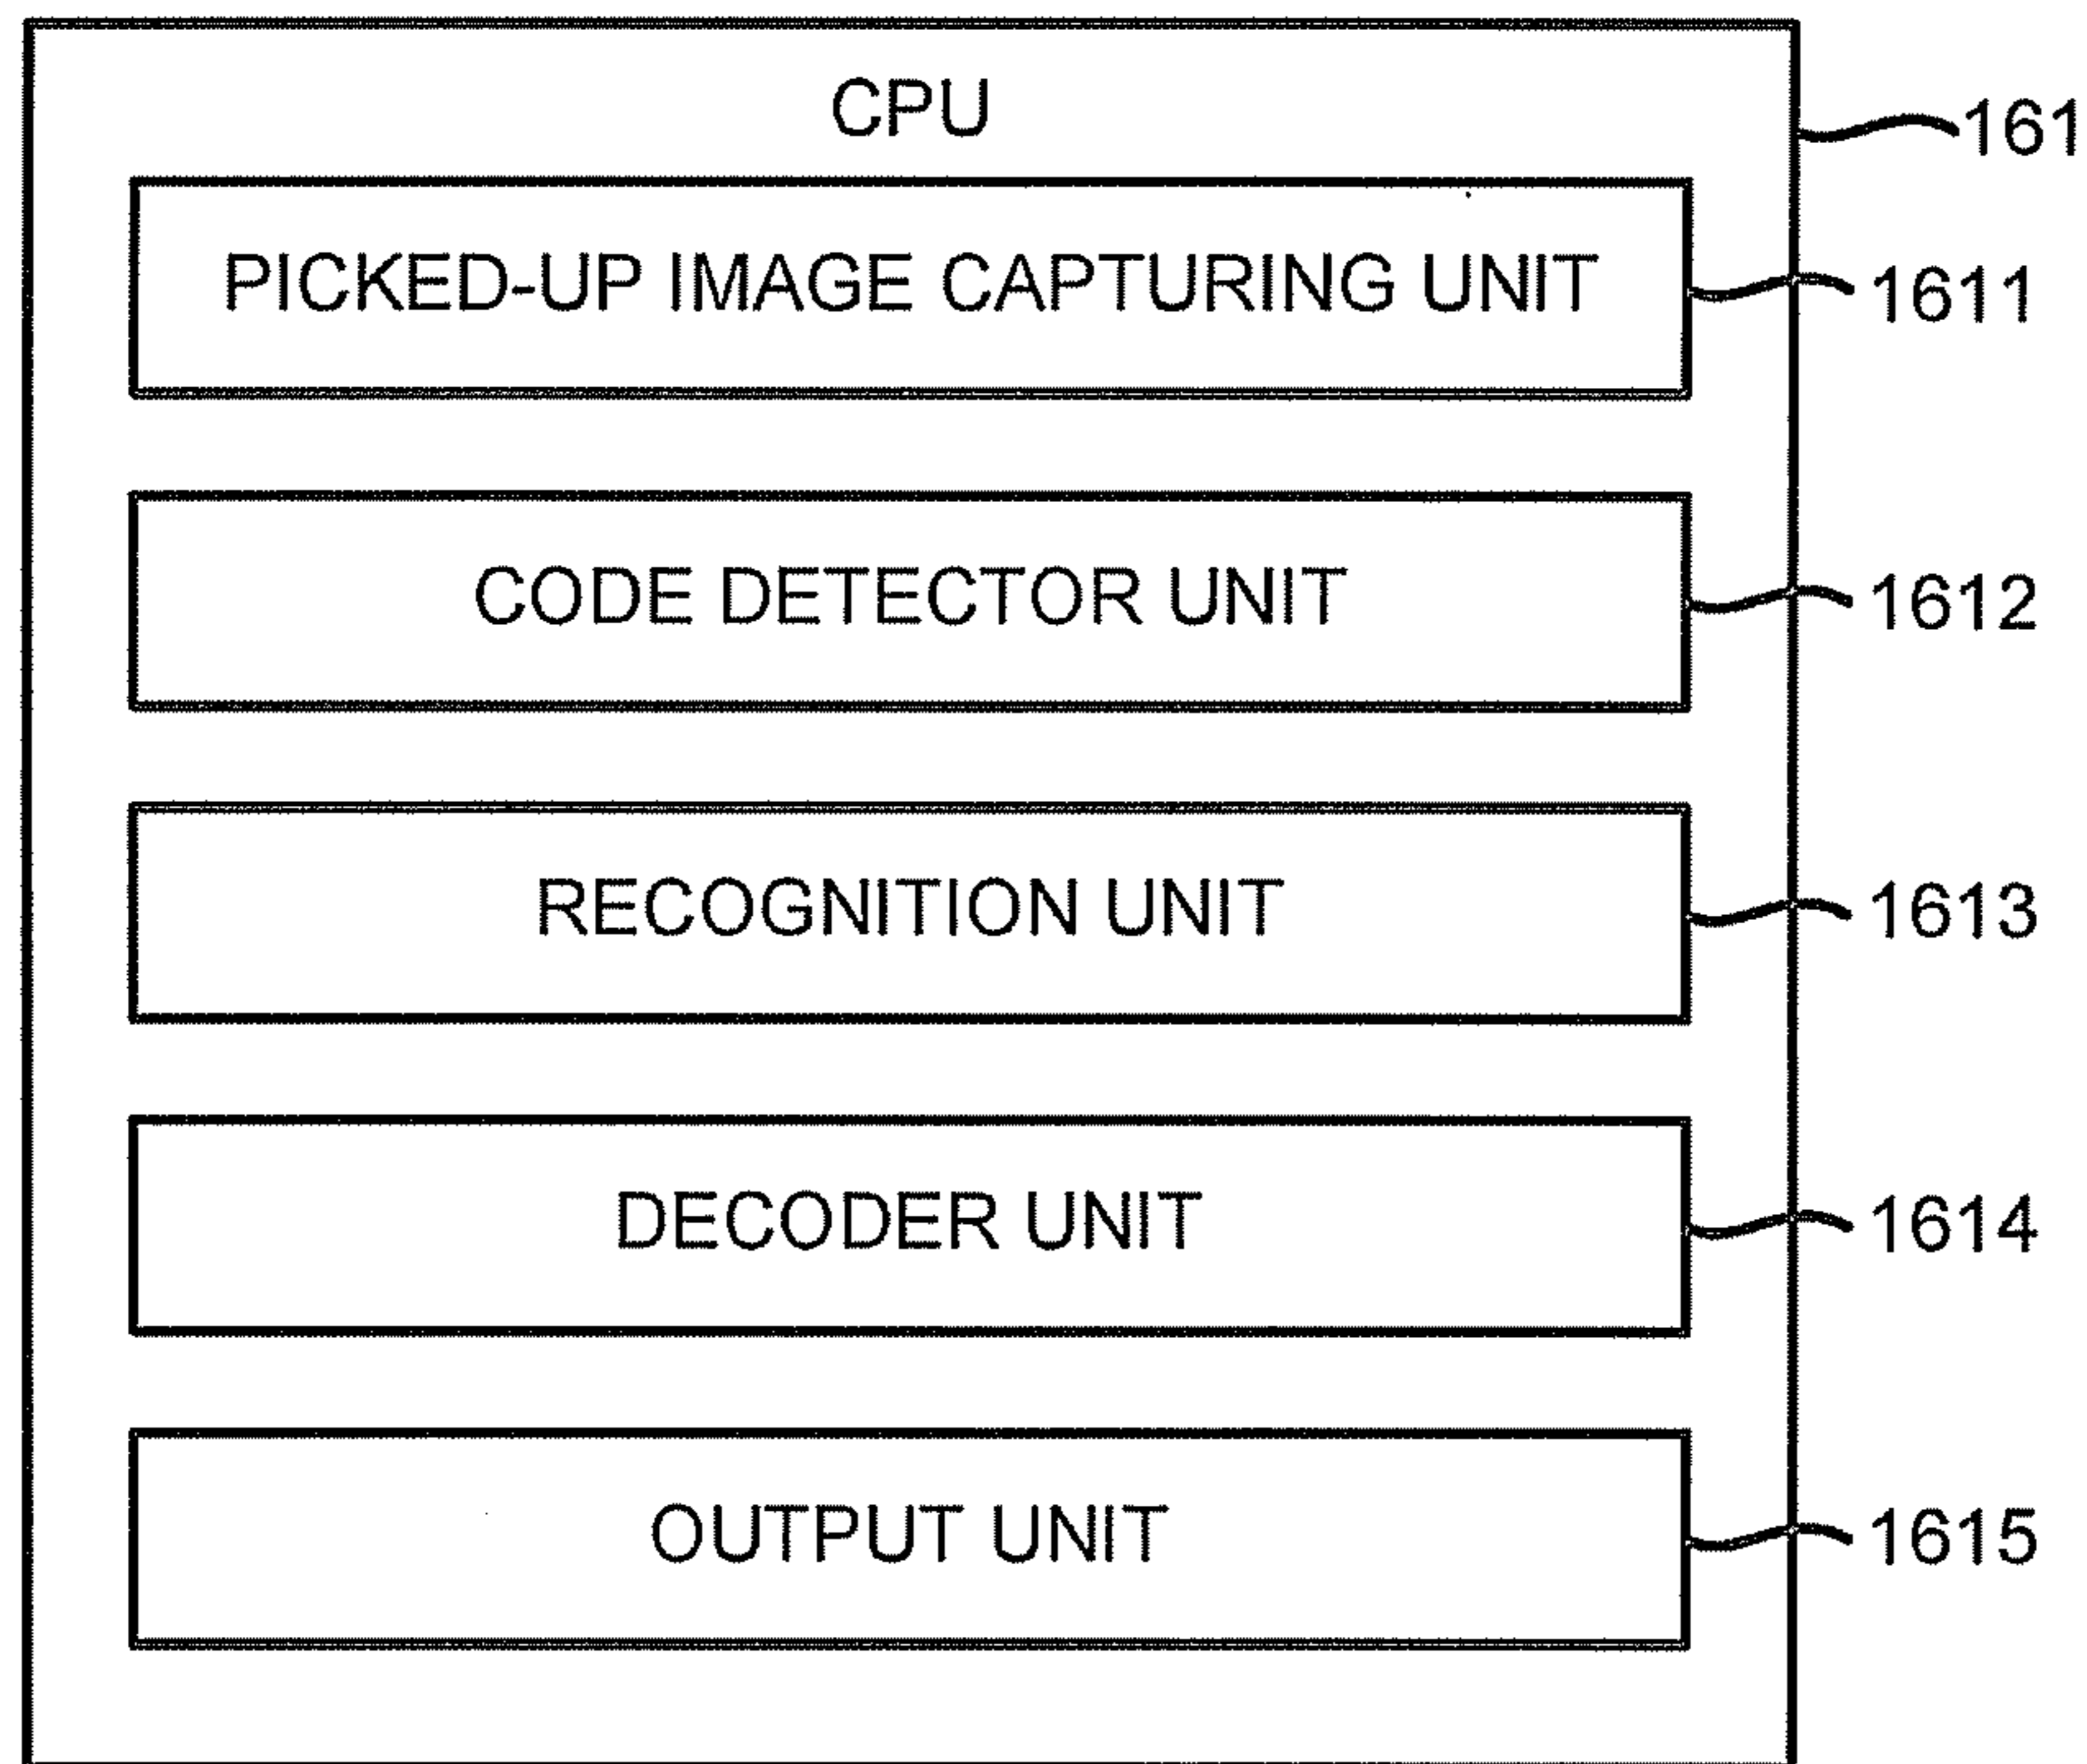 CPU
161
PICKED-UP IMAGE CAPTURING UNIT
1611
CODE DETECTOR UNIT
1612
RECOGNITION UNIT
1613
DECODER UNIT
1614
OUTPUT UNIT
1615